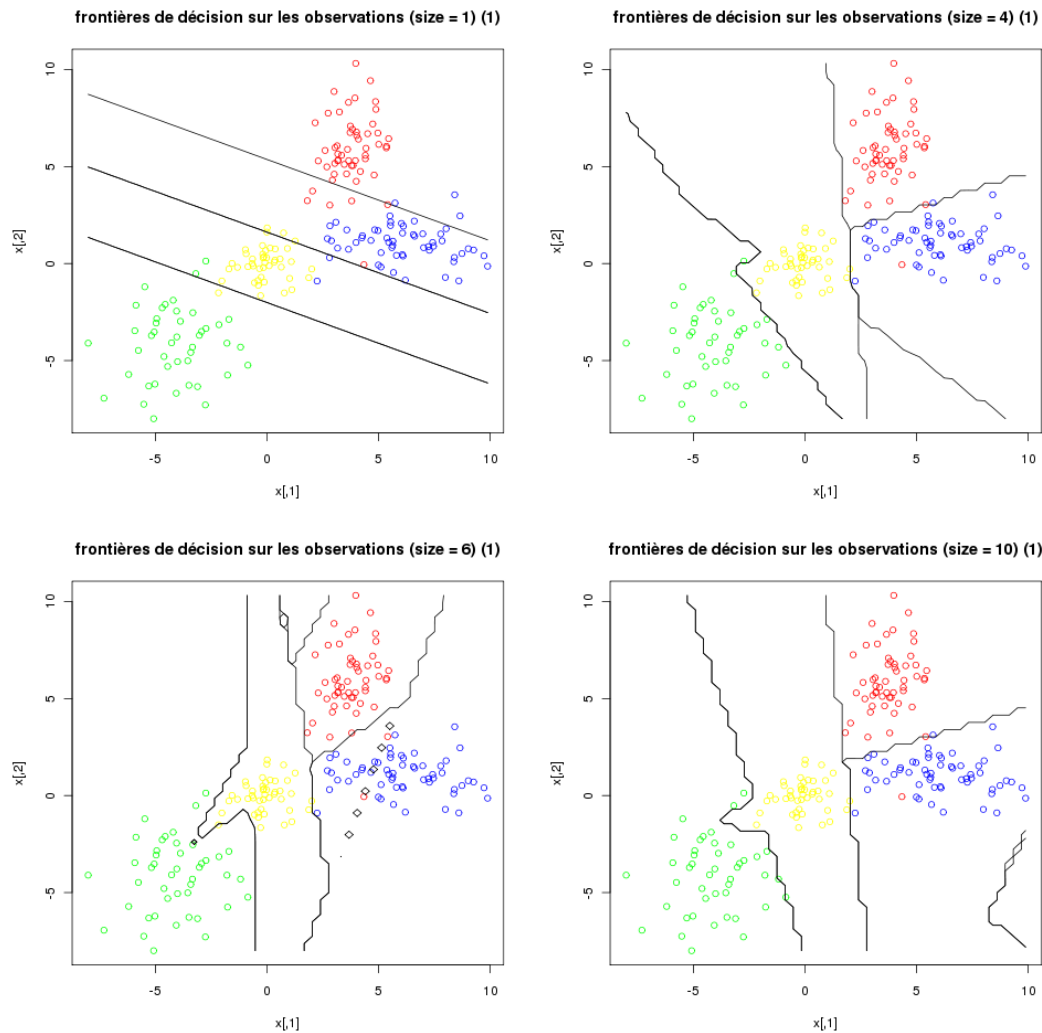 frontières de décision sur les observations (size = 1) (1)
x[,2]
10
5
0
-5
-5
0
5
10
x[,1]
frontières de décision sur les observations (size = 4) (1)
x[,2]
10
5
0
-5
-5
0
5
10
x[,1]
frontières de décision sur les observations (size = 6) (1)
x[,2]
10
5
0
-5
-5
0
5
10
x[,1]
frontières de décision sur les observations (size = 10) (1)
x[,2]
10
5
0
-5
-5
0
5
10
x[,1]